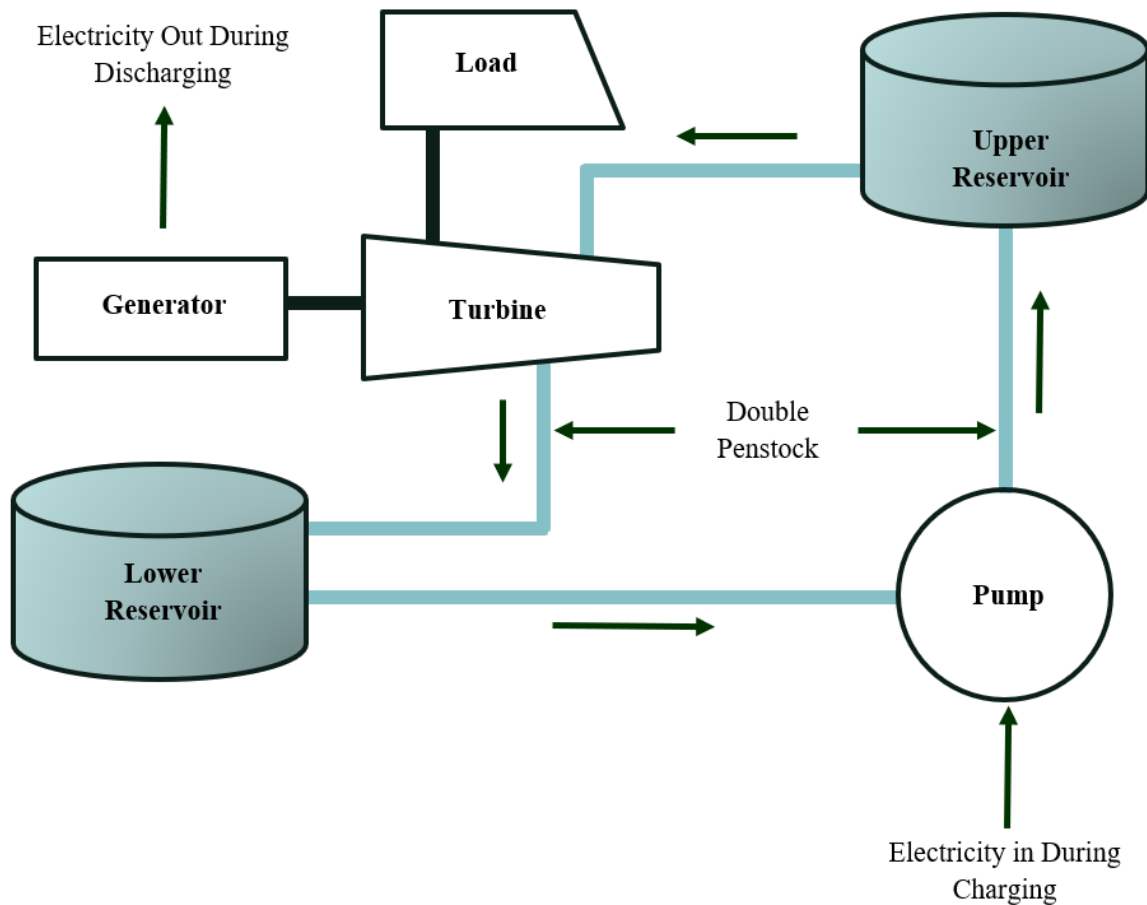 Electricity Out During
Discharging
Load
Upper
Reservoir
Generator
Turbine
Double
Penstock
Lower
Reservoir
Pump
Electricity in During
Charging